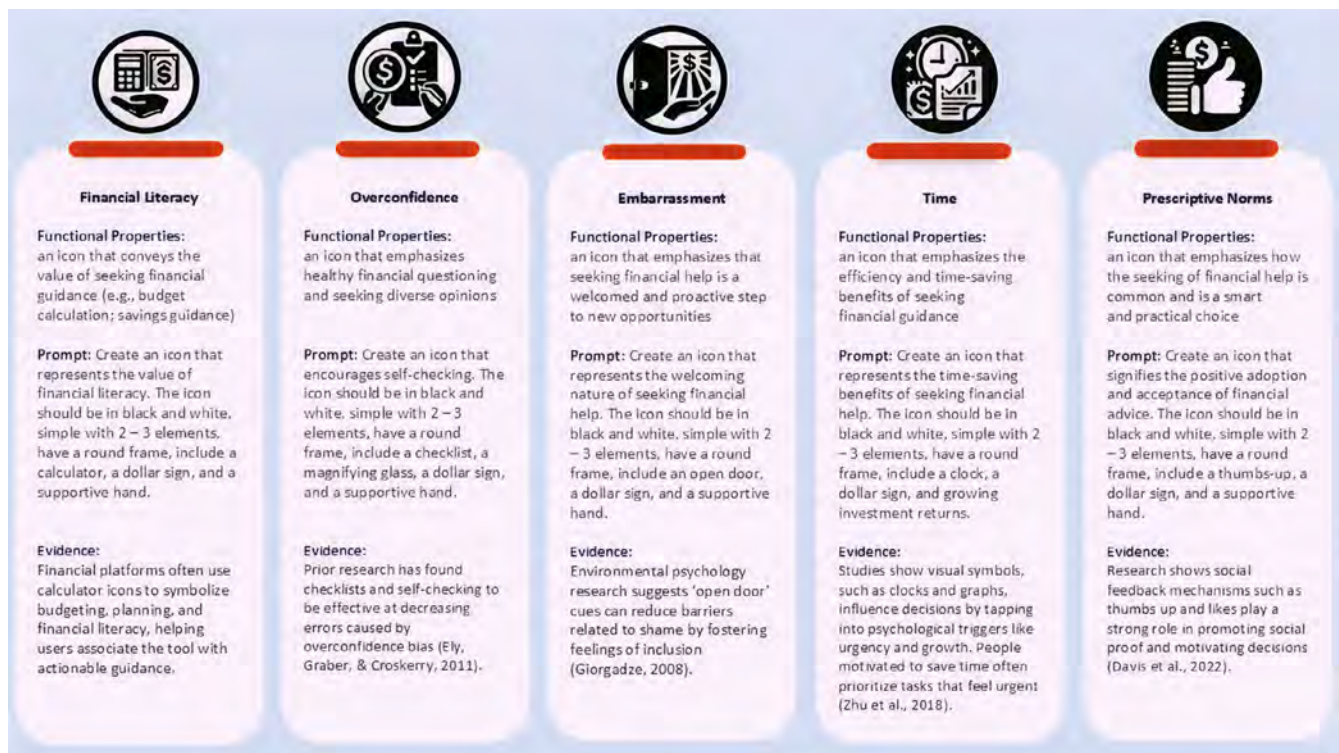 Financial Literacy
Functional Properties:
an icon that conveys the
value of seeking financial
guidance (e.g., budget
calculation; savings guidance)
Prompt: Create an icon that
represents the value of
financial literacy. The icon
should be in black and white,
simple with 2 – 3 elements,
have a round frame, include a
calculator, a dollar sign, and a
supportive hand.
Evidence:
Financial platforms often use
calculator icons to symbolize
budgeting, planning, and
financial literacy, helping
users associate the tool with
actionable guidance.
Overconfidence
Functional Properties:
an icon that emphasizes
healthy financial questioning
and seeking diverse opinions
Prompt: Create an icon that
encourages self-checking. The
icon should be in black and
white, simple with 2 – 3
elements, have a round
frame, include a checklist, a
magnifying glass, a dollar sign,
and a supportive hand.
Evidence:
Prior research has found
checklists and self-checking to
be effective at decreasing
errors caused by
overconfidence bias (Ely,
Graber, & Croskerry, 2011).
Embarrassment
Functional Properties:
an icon that emphasizes that
seeking financial help is a
welcomed and proactive step
to new opportunities
Prompt: Create an icon that
represents the welcoming
nature of seeking financial
help. The icon should be in
black and white, simple with 2
– 3 elements, have a round
frame, include an open door,
a dollar sign, and a supportive
hand.
Evidence:
Environmental psychology
research suggests ‘open door’
cues can reduce barriers
related to shame by fostering
feelings of inclusion
(Giorgadze, 2008).
Time
Functional Properties:
an icon that emphasizes the
efficiency and time-saving
benefits of seeking
financial guidance
Prompt: Create an icon that
represents the time-saving
benefits of seeking financial
help. The icon should be in
black and white, simple with 2
– 3 elements, have a round
frame, include a clock, a
dollar sign, and growing
investment returns.
Evidence:
Studies show visual symbols,
such as clocks and graphs,
influence decisions by tapping
into psychological triggers like
urgency and growth. People
motivated to save time often
prioritize tasks that feel urgent
(Zhu et al., 2018).
Prescriptive Norms
Functional Properties:
an icon that emphasizes how
the seeking of financial help is
common and is a smart
and practical choice
Prompt: Create an icon that
signifies the positive adoption
and acceptance of financial
advice. The icon should be in
black and white, simple with 2
– 3 elements, have a round
frame, include a thumbs-up, a
dollar sign, and a supportive
hand.
Evidence:
Research shows social
feedback mechanisms such as
thumbs up and likes play a
strong role in promoting social
proof and motivating decisions
(Davis et al., 2022).